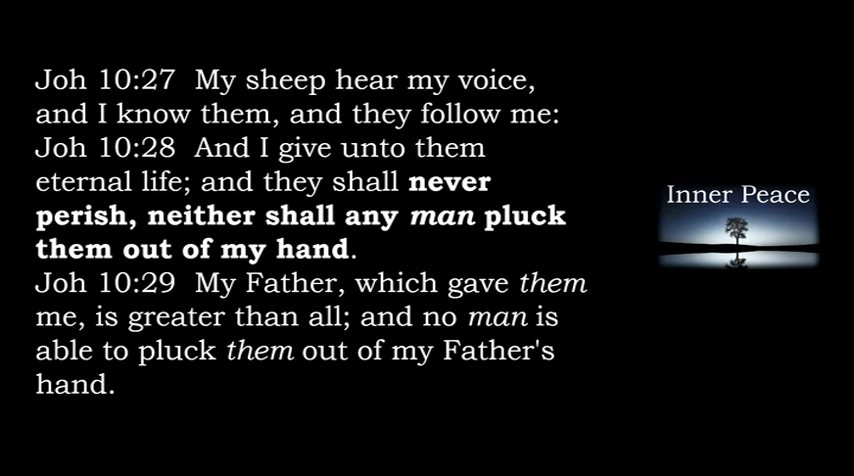 Joh 10:27  My sheep hear my voice,
and I know them, and they follow me:
Joh 10:28  And I give unto them
eternal life; and they shall never
perish, neither shall any man pluck
them out of my hand.
Joh 10:29  My Father, which gave them
me, is greater than all; and no man is
able to pluck them out of my Father's
hand.
Inner Peace